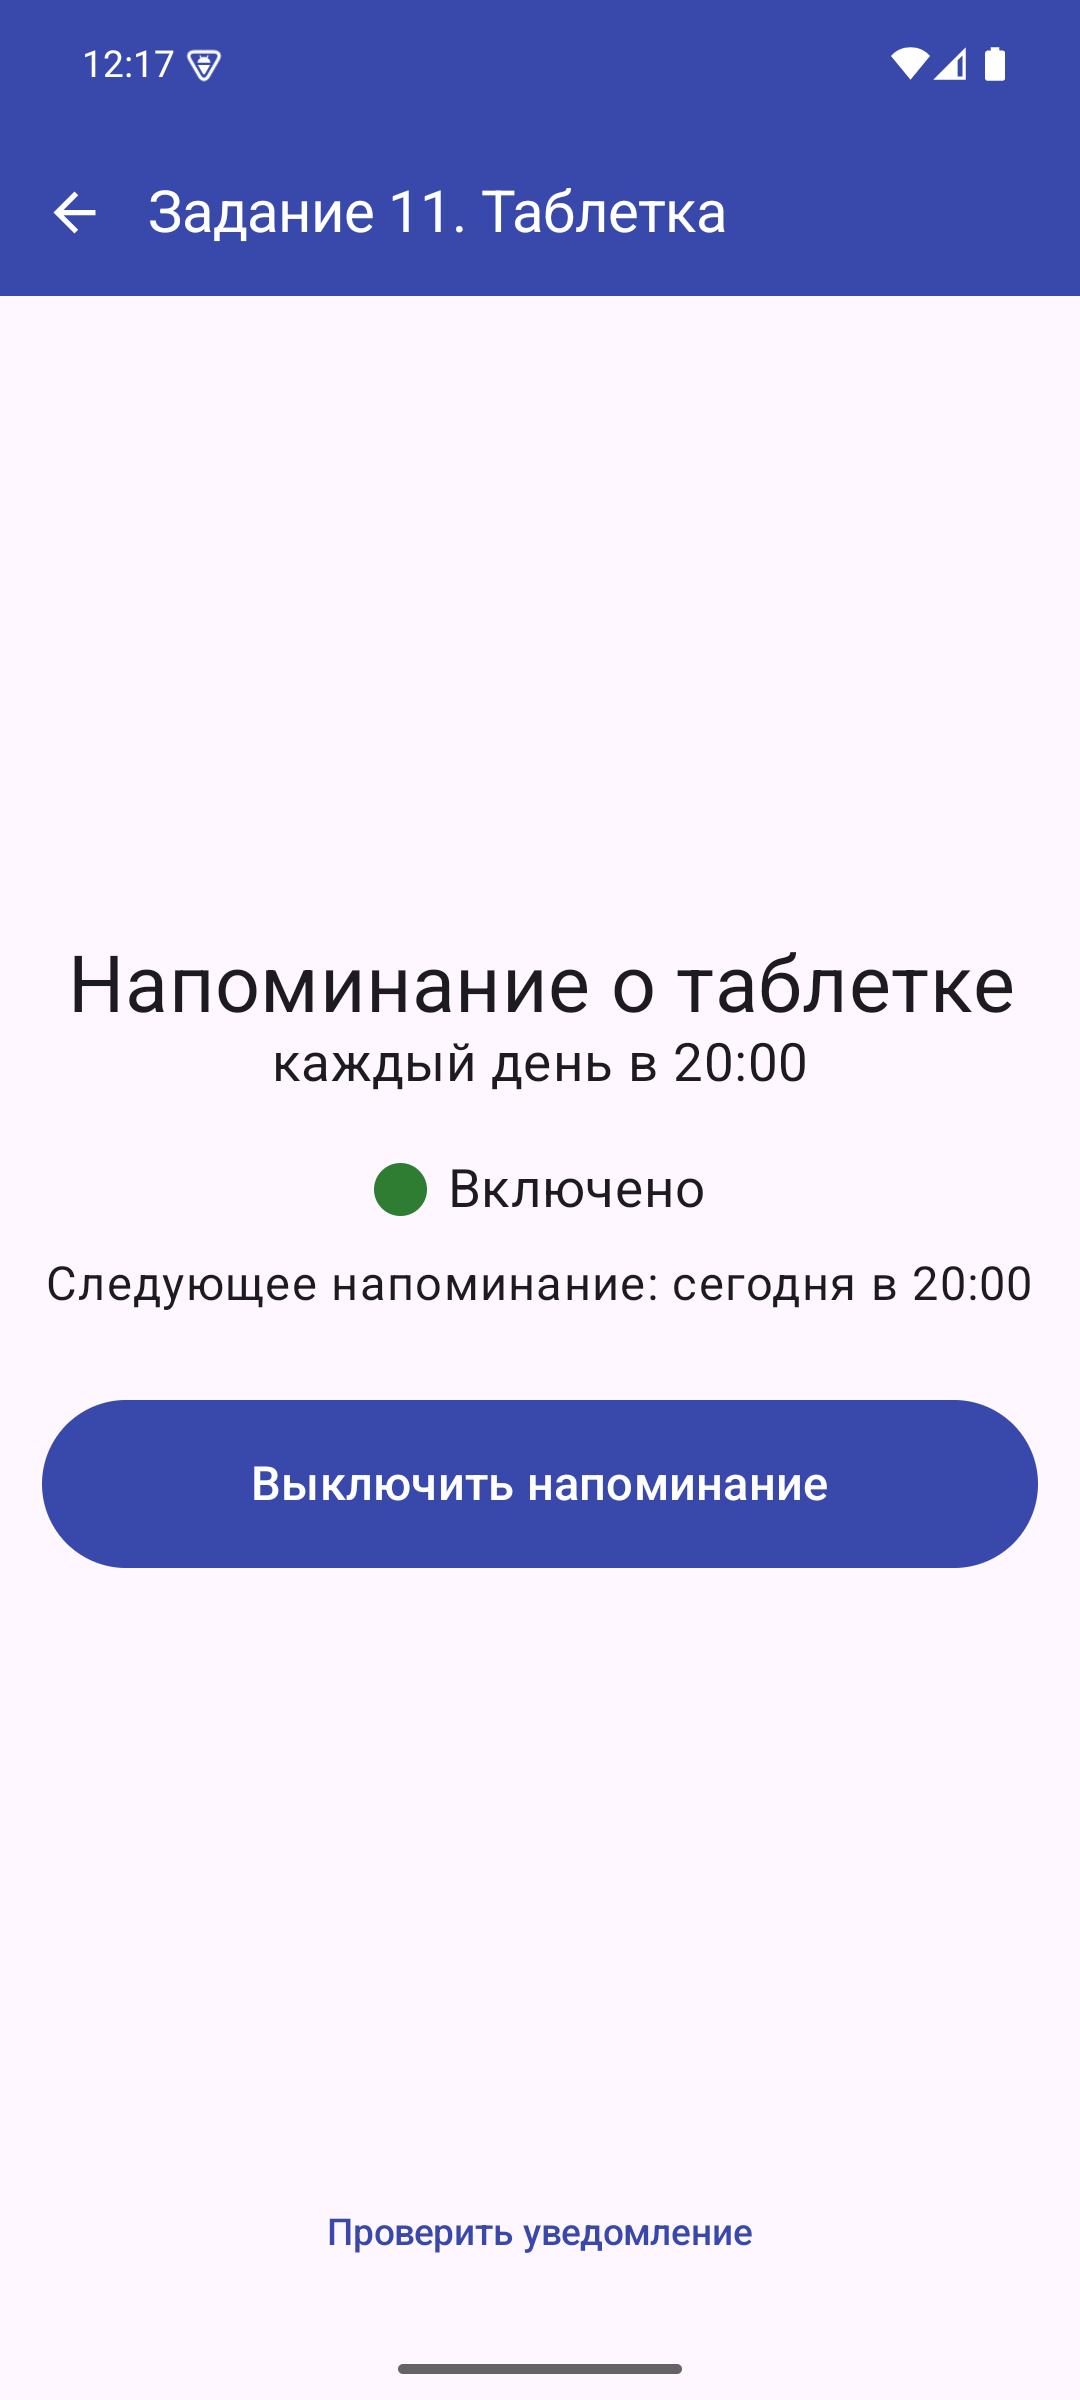 12:17
Задание 11. Таблетка
Напоминание о таблетке
каждый день в 20:00
Включено
Следующее напоминание: сегодня в 20:00
Выключить напоминание
Проверить уведомление